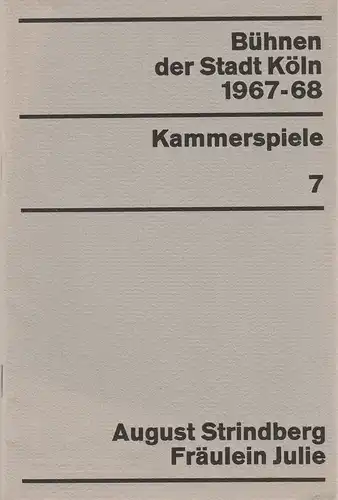 Bühnen
der Stadt Köln
1967-68
Kammerspiele
7
August Strindberg
Fräulein Julie